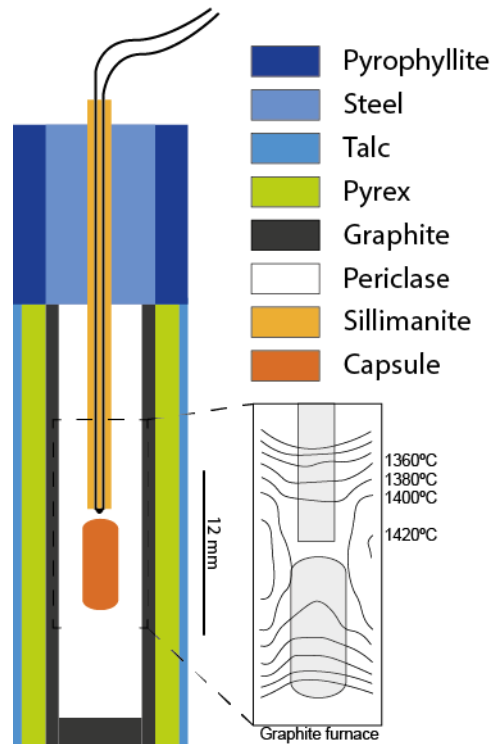 Pyrophyllite
Steel
Talc
Pyrex
Graphite
Periclase
Sillimanite
Capsule
12 mm
1360ºC
1380ºC
1400ºC
1420ºC
Graphite furnace